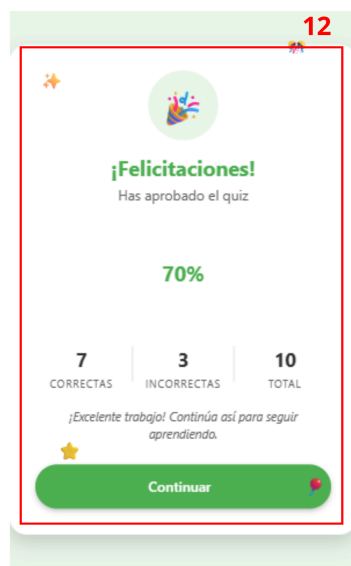 12
¡Felicitaciones!
Has aprobado el quiz
70%
7 3 10
CORRECTAS INCORRECTAS TOTAL
¡Excelente trabajo! Continúa así para seguir
aprendiendo.
Continuar